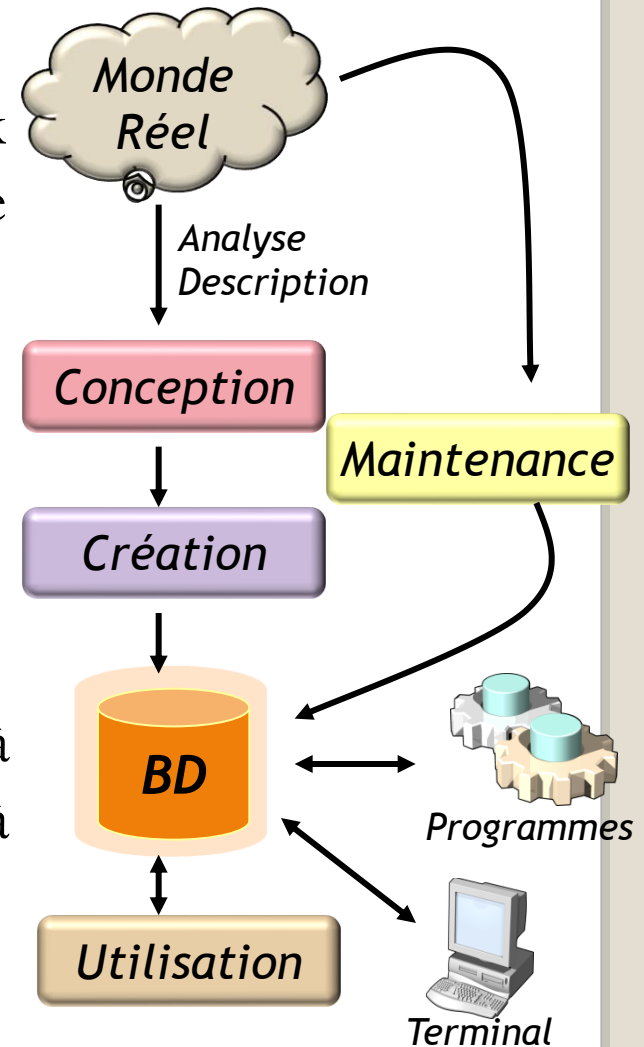 Monde
Réel
Analyse
Description
Conception
Maintenance
Création
BD
à
à
Programmes
Utilisation
Terminal